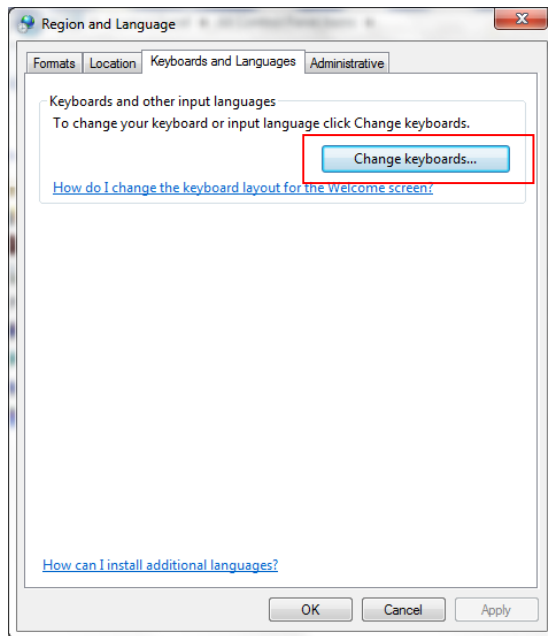 Region and Language
Formats Location Keyboards and Languages Administrative
Keyboards and other input languages
To change your keyboard or input language click Change keyboards.
Change keyboards...
How do I change the keyboard layout for the Welcome screen?
How can I install additional languages?
OK Cancel Apply